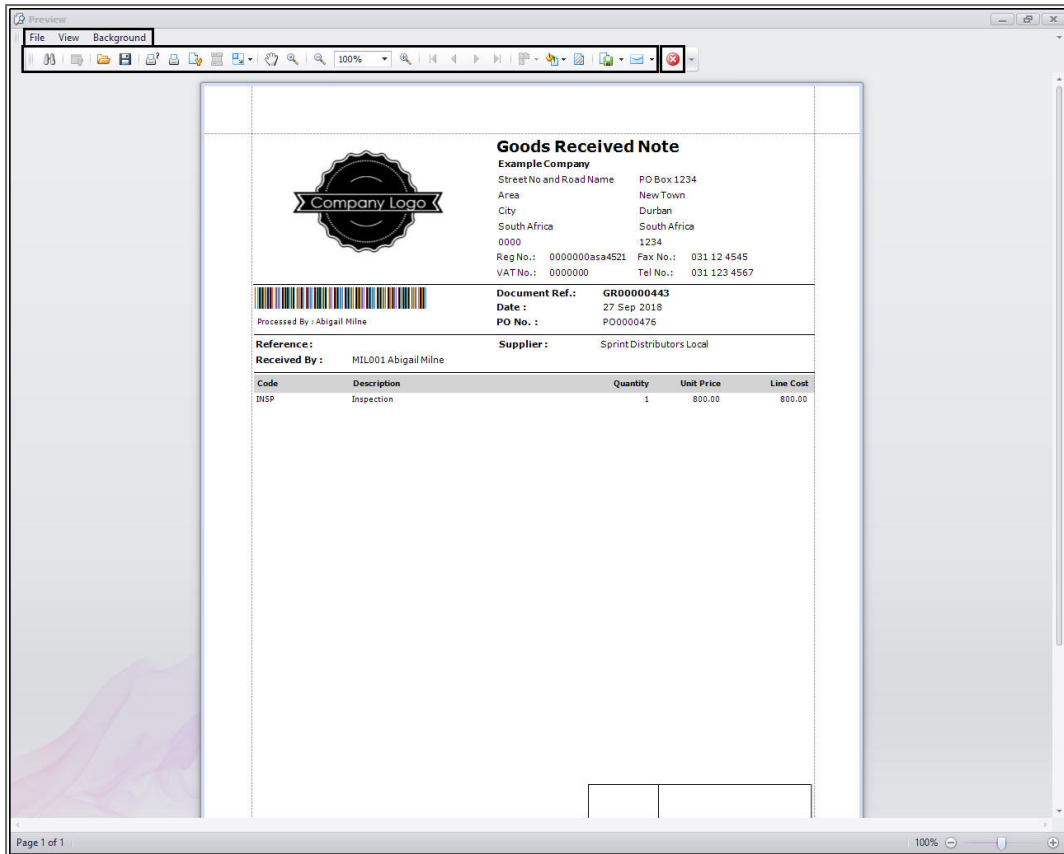 Preview
File View Background
100%
Company Logo
Goods Received Note
Example Company
Street No and Road Name PO Box 1234
Area New Town
City Durban
South Africa South Africa
0000 1234
Reg No.: 0000000asa4521 Fax No.: 031 12 4545
VAT No.: 0000000 Tel No.: 031 123 4567
Document Ref.: GR00000443
Date : 27 Sep 2018
Processed By : Abigail Milne PO No. : PO0000476
Reference : Supplier : Sprint Distributors Local
Received By : MIL001 Abigail Milne
Code Description Quantity Unit Price Line Cost
INSP Inspection 1 800.00 800.00
Page 1 of 1 100%